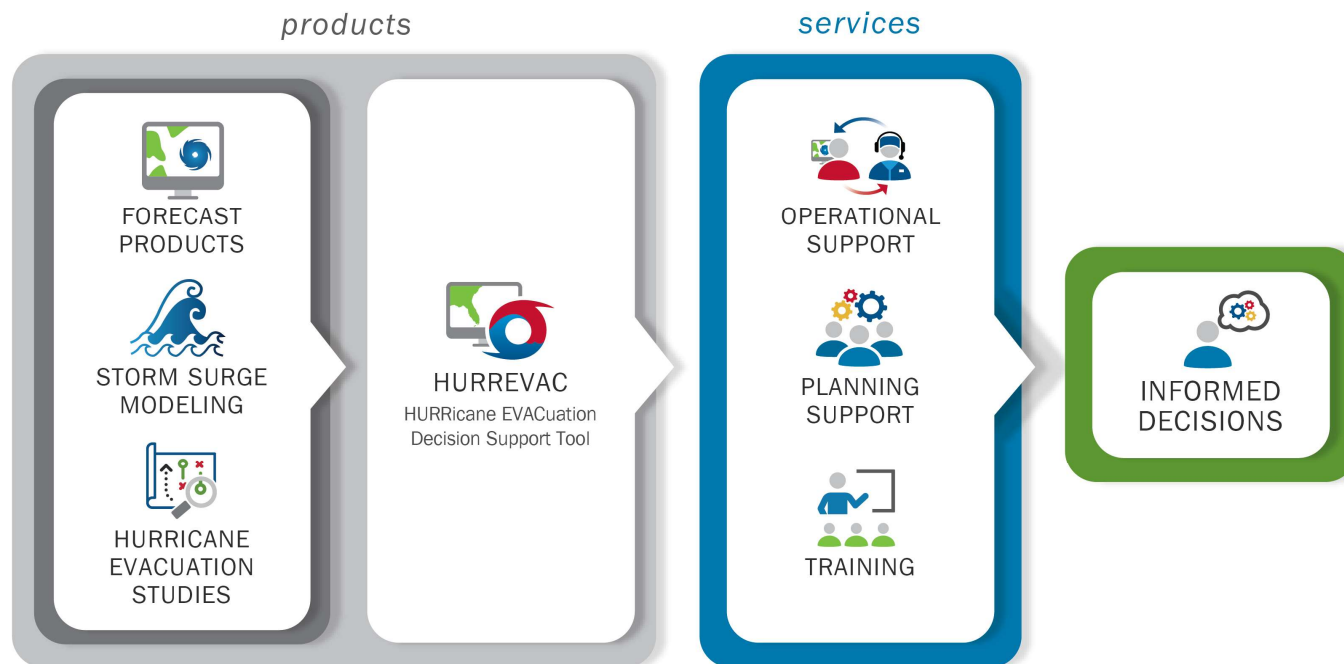 products
services
FORECAST
PRODUCTS
STORM SURGE
MODELING
HURRICANE
EVACUATION
STUDIES
HURREVAC
HURRicane EVACuation
Decision Support Tool
OPERATIONAL
SUPPORT
PLANNING
SUPPORT
TRAINING
INFORMED
DECISIONS